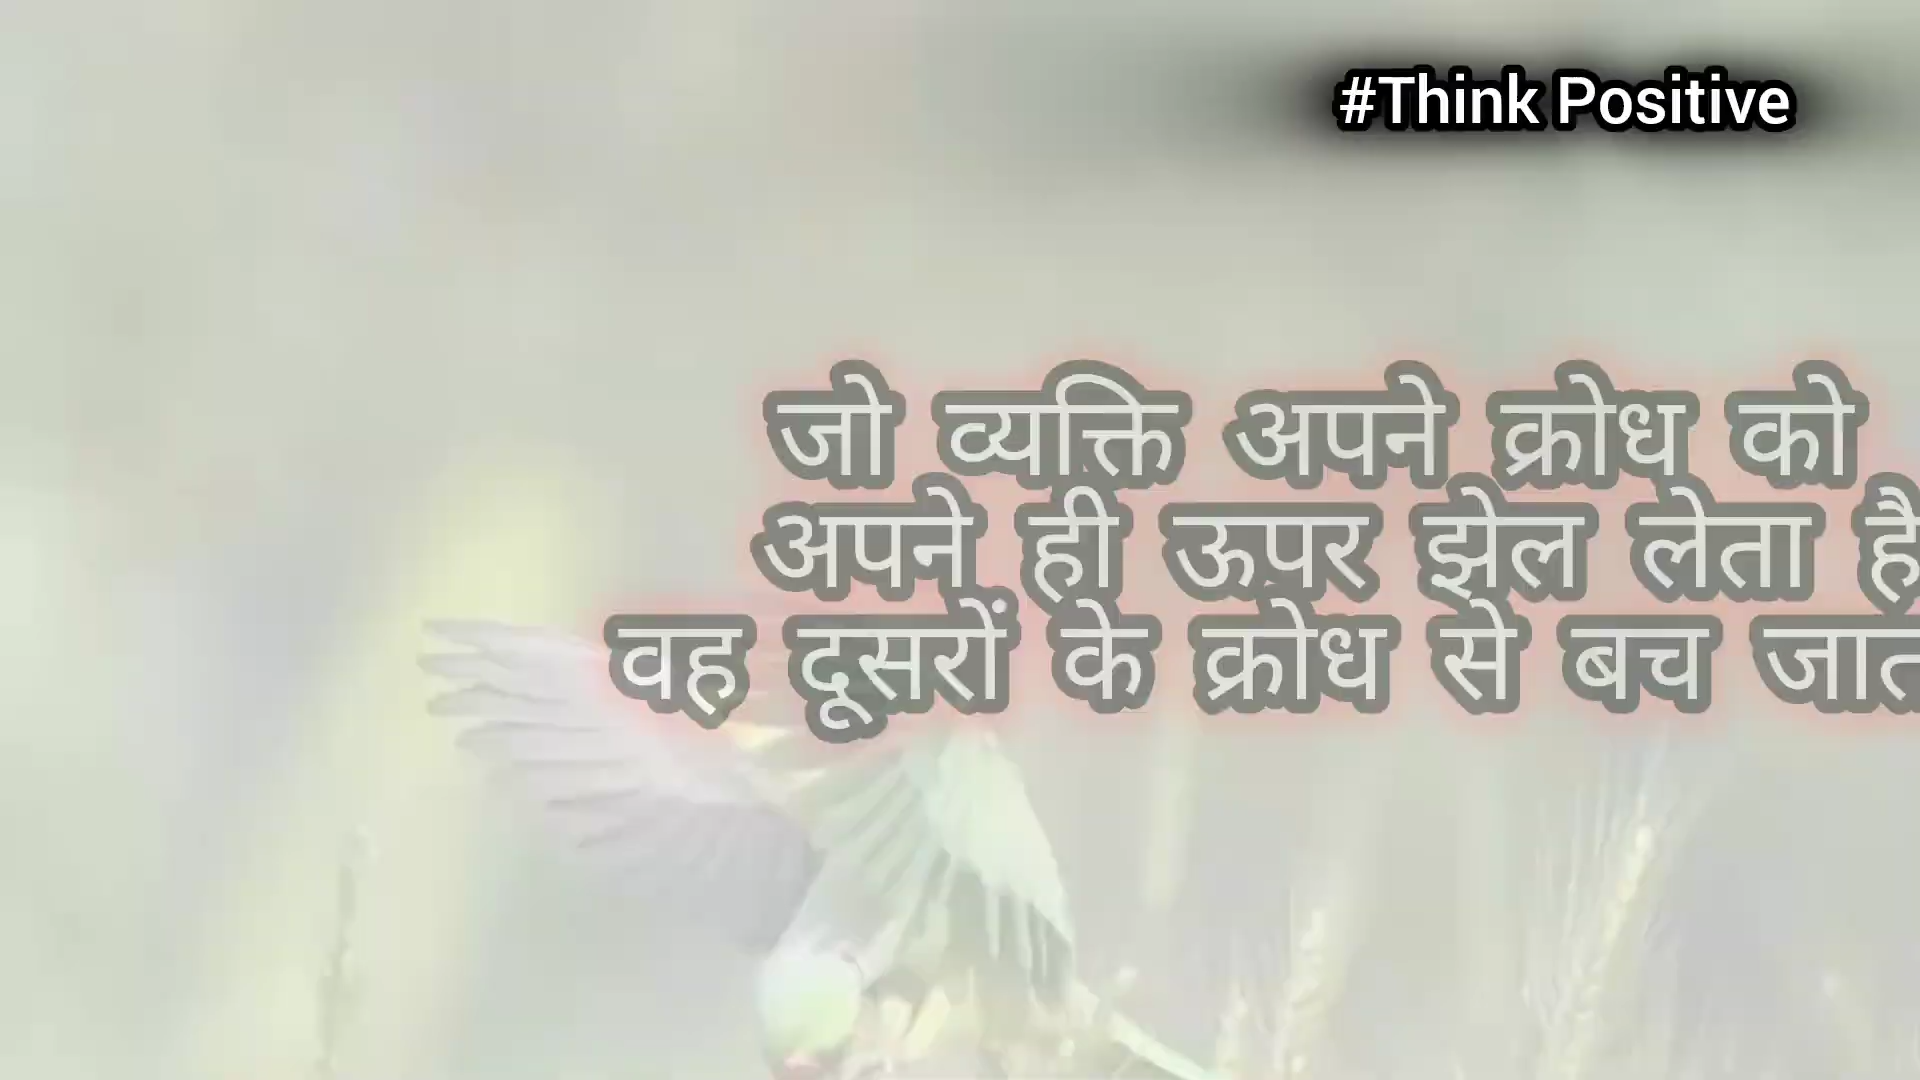 #Think Positive
जो व्यक्ति अपने क्रोध को
अपने ही ऊपर झेल लेता है
वह दूसरों के क्रोध से बच